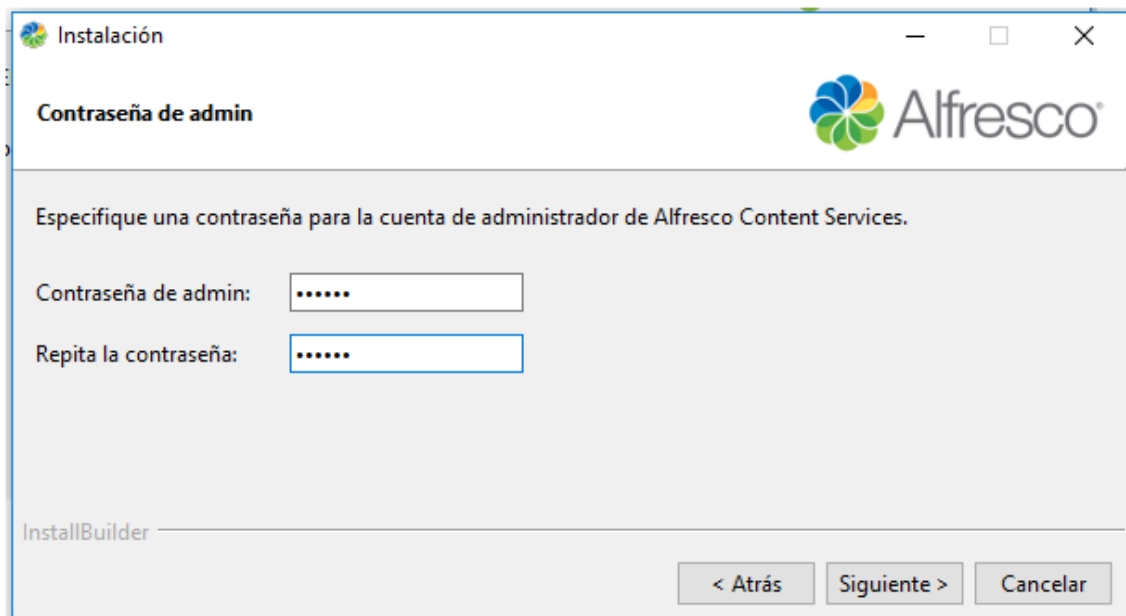 Instalación
Contraseña de admin
Alfresco
Especifique una contraseña para la cuenta de administrador de Alfresco Content Services.
Contraseña de admin: ••••••
Repita la contraseña: ••••••
InstallBuilder
< Atrás Siguiente > Cancelar